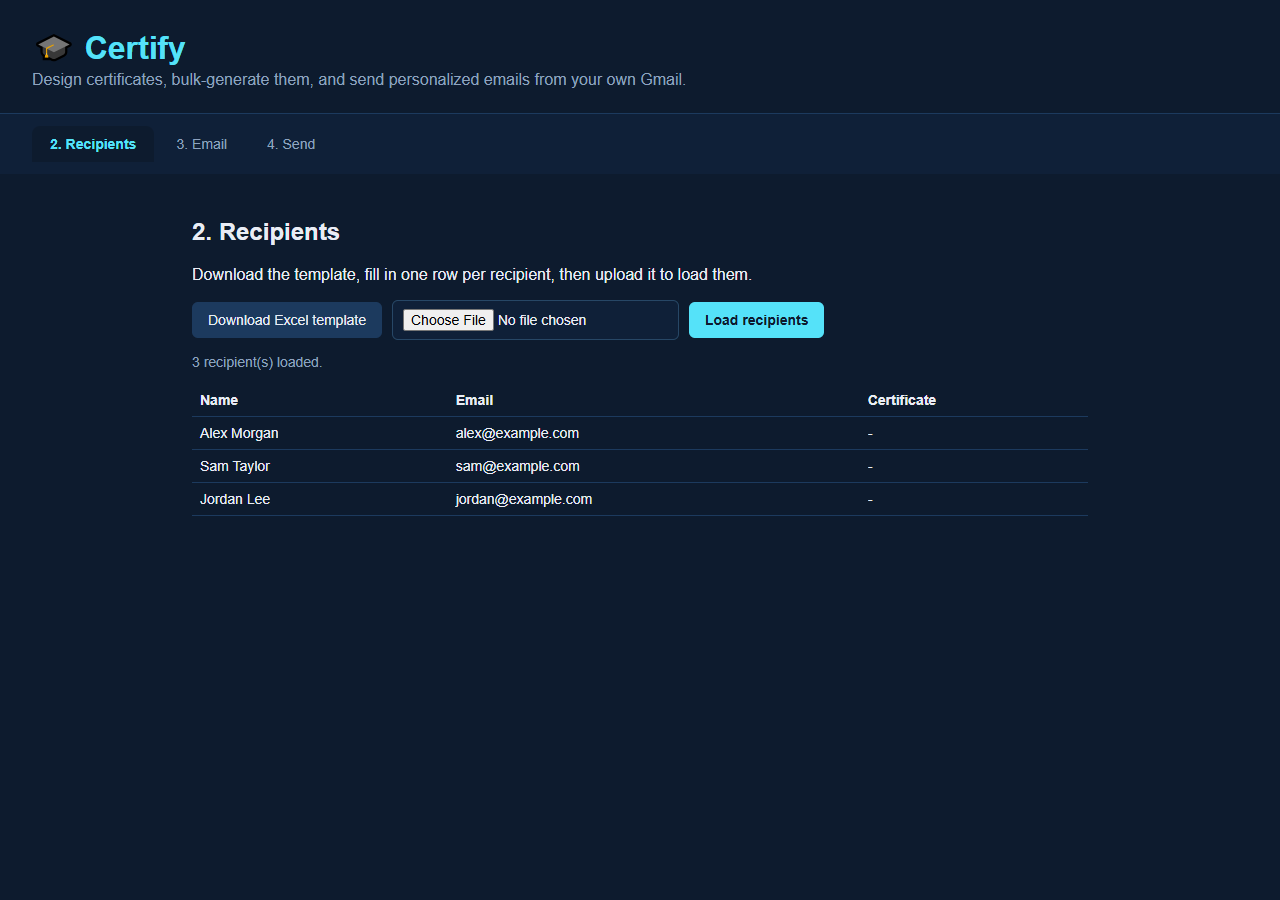 Certify
Design certificates, bulk-generate them, and send personalized emails from your own Gmail.
2. Recipients 3. Email 4. Send
2. Recipients
Download the template, fill in one row per recipient, then upload it to load them.
Download Excel template Choose File No file chosen Load recipients
3 recipient(s) loaded.
Name Email Certificate
Alex Morgan alex@example.com -
Sam Taylor sam@example.com -
Jordan Lee jordan@example.com -